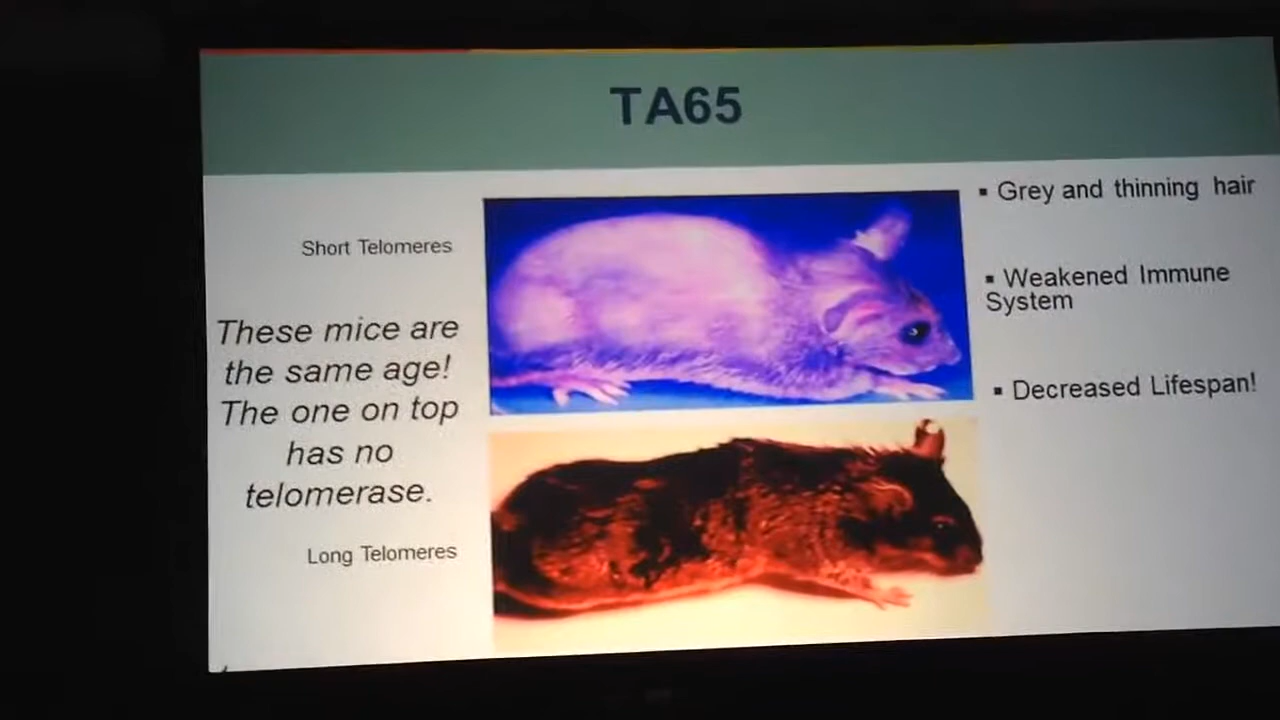 TA65
Short Telomeres
These mice are
the same age!
The one on top
has no
telomerase.
Long Telomeres
▪ Grey and thinning hair
▪ Weakened Immune
System
▪ Decreased Lifespan!